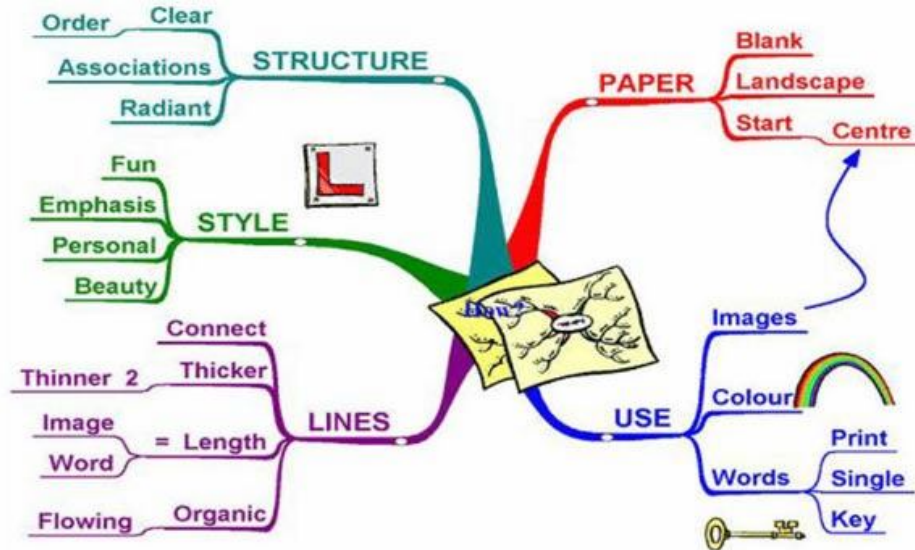 STRUCTURE
Clear
Order
Associations
Radiant
PAPER
Blank
Landscape
Start
Centre
L
STYLE
Fun
Emphasis
Personal
Beauty
How?
LINES
Connect
Thicker
Thinner 2
= Length
Image
Word
Organic
Flowing
USE
Images
Colour
Words
Print
Single
Key